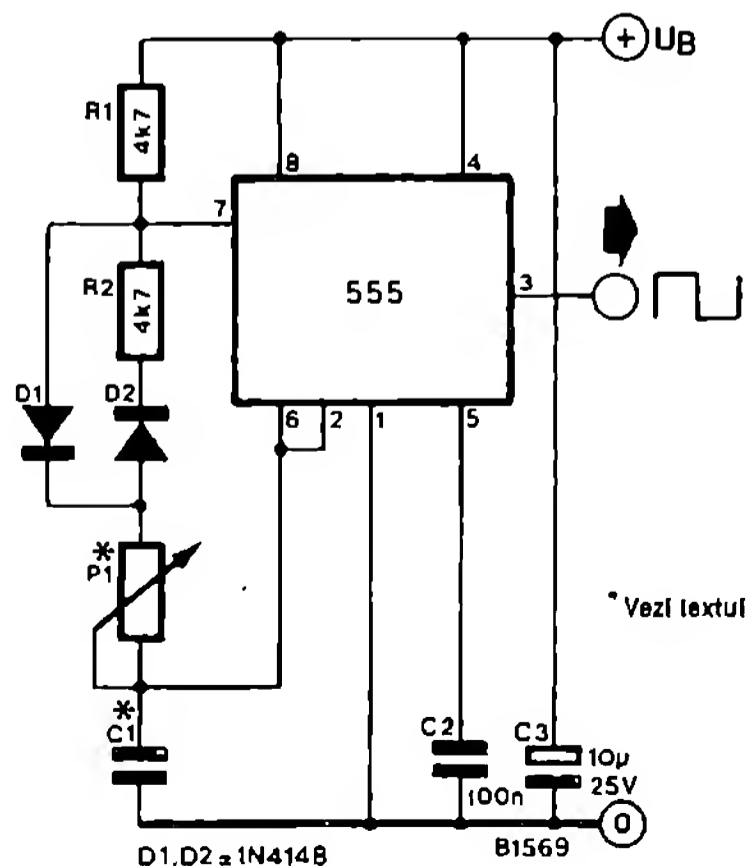 + UB
R1
4k7
8
4
7
R2
4k7
555
3
D1
D2
6
2
1
5
*
P1
* Vezi textul
*
C1
C2
100n
C3
10µ
25V
0
D1,D2 = 1N4148
B1569